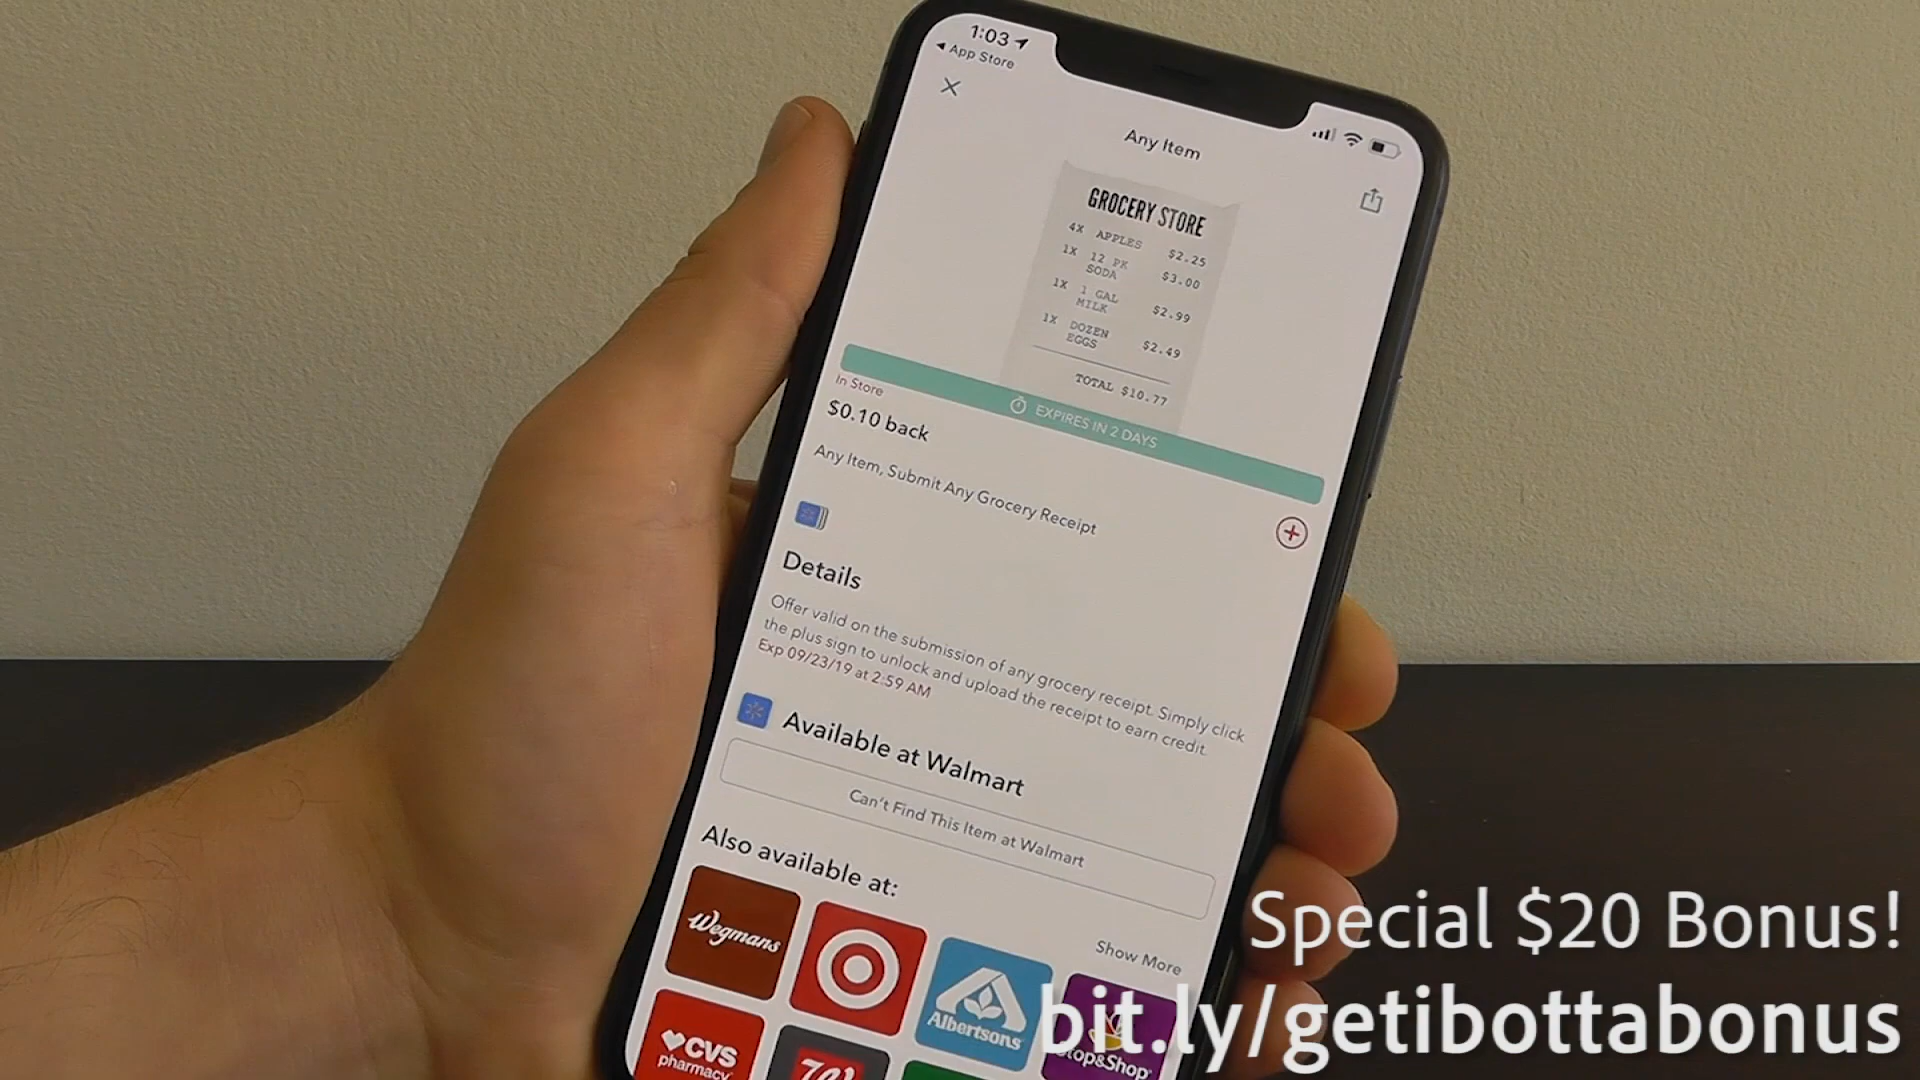 1:03
App Store
Any Item
GROCERY STORE
4X APPLES $2.25
1X 12 PK SODA $3.00
1X 1 GAL MILK $2.99
1X DOZEN EGGS $2.49
TOTAL $10.77
EXPIRES IN 2 DAYS
In Store
$0.10 back
Any Item, Submit Any Grocery Receipt
Details
Offer valid on the submission of any grocery receipt. Simply click
the plus sign to unlock and upload the receipt to earn credit.
Exp 09/23/19 at 2:59 AM
Available at Walmart
Can't Find This Item at Walmart
Also available at:
Show More
Wegmans
Albertsons
Stop&Shop
CVS
pharmacy
Special $20 Bonus!
bit.ly/getibottabonus